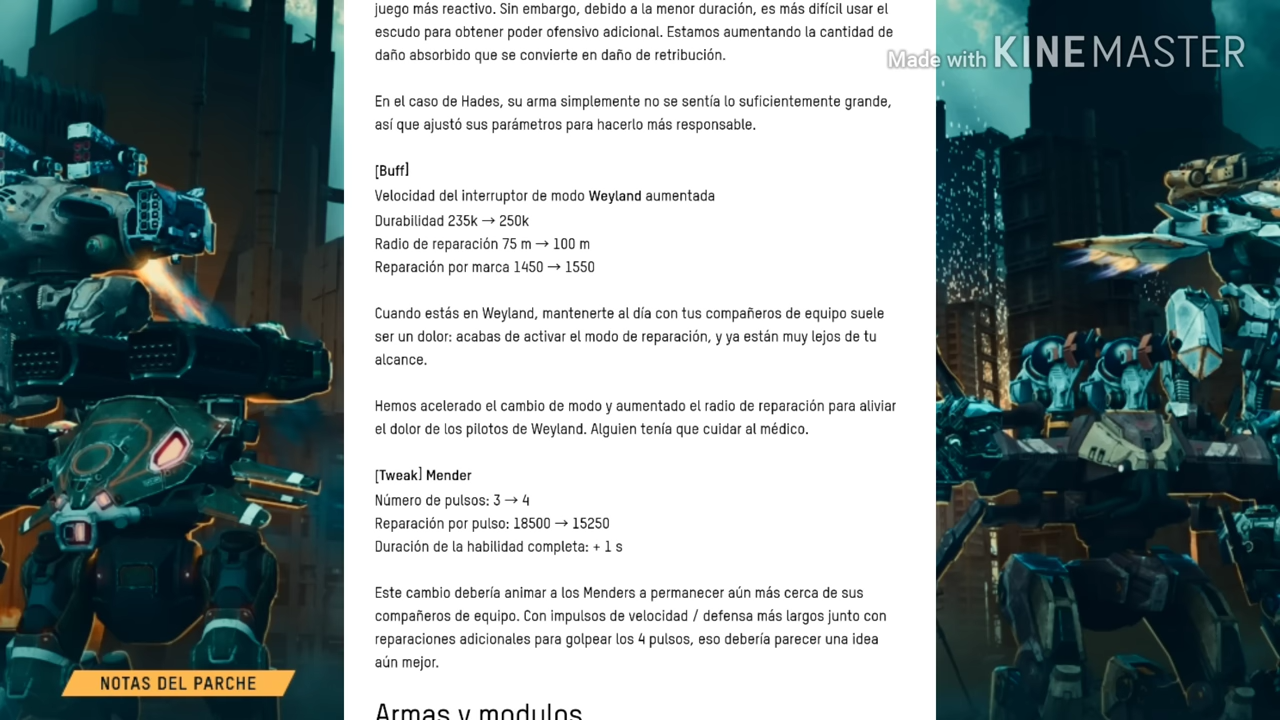 juego más reactivo. Sin embargo, debido a la menor duración, es más difícil usar el
escudo para obtener poder ofensivo adicional. Estamos aumentando la cantidad de
daño absorbido que se convierte en daño de retribución.
Made with KINEMASTER
En el caso de Hades, su arma simplemente no se sentía lo suficientemente grande,
así que ajustó sus parámetros para hacerlo más responsable.
[Buff]
Velocidad del interruptor de modo Weyland aumentada
Durabilidad 235k → 250k
Radio de reparación 75 m → 100 m
Reparación por marca 1450 → 1550
Cuando estás en Weyland, mantenerte al día con tus compañeros de equipo suele
ser un dolor: acabas de activar el modo de reparación, y ya están muy lejos de tu
alcance.
Hemos acelerado el cambio de modo y aumentado el radio de reparación para aliviar
el dolor de los pilotos de Weyland. Alguien tenía que cuidar al médico.
[Tweak] Mender
Número de pulsos: 3 → 4
Reparación por pulso: 18500 → 15250
Duración de la habilidad completa: + 1 s
Este cambio debería animar a los Menders a permanecer aún más cerca de sus
compañeros de equipo. Con impulsos de velocidad / defensa más largos junto con
reparaciones adicionales para golpear los 4 pulsos, eso debería parecer una idea
aún mejor.
NOTAS DEL PARCHE
Armas y modulos